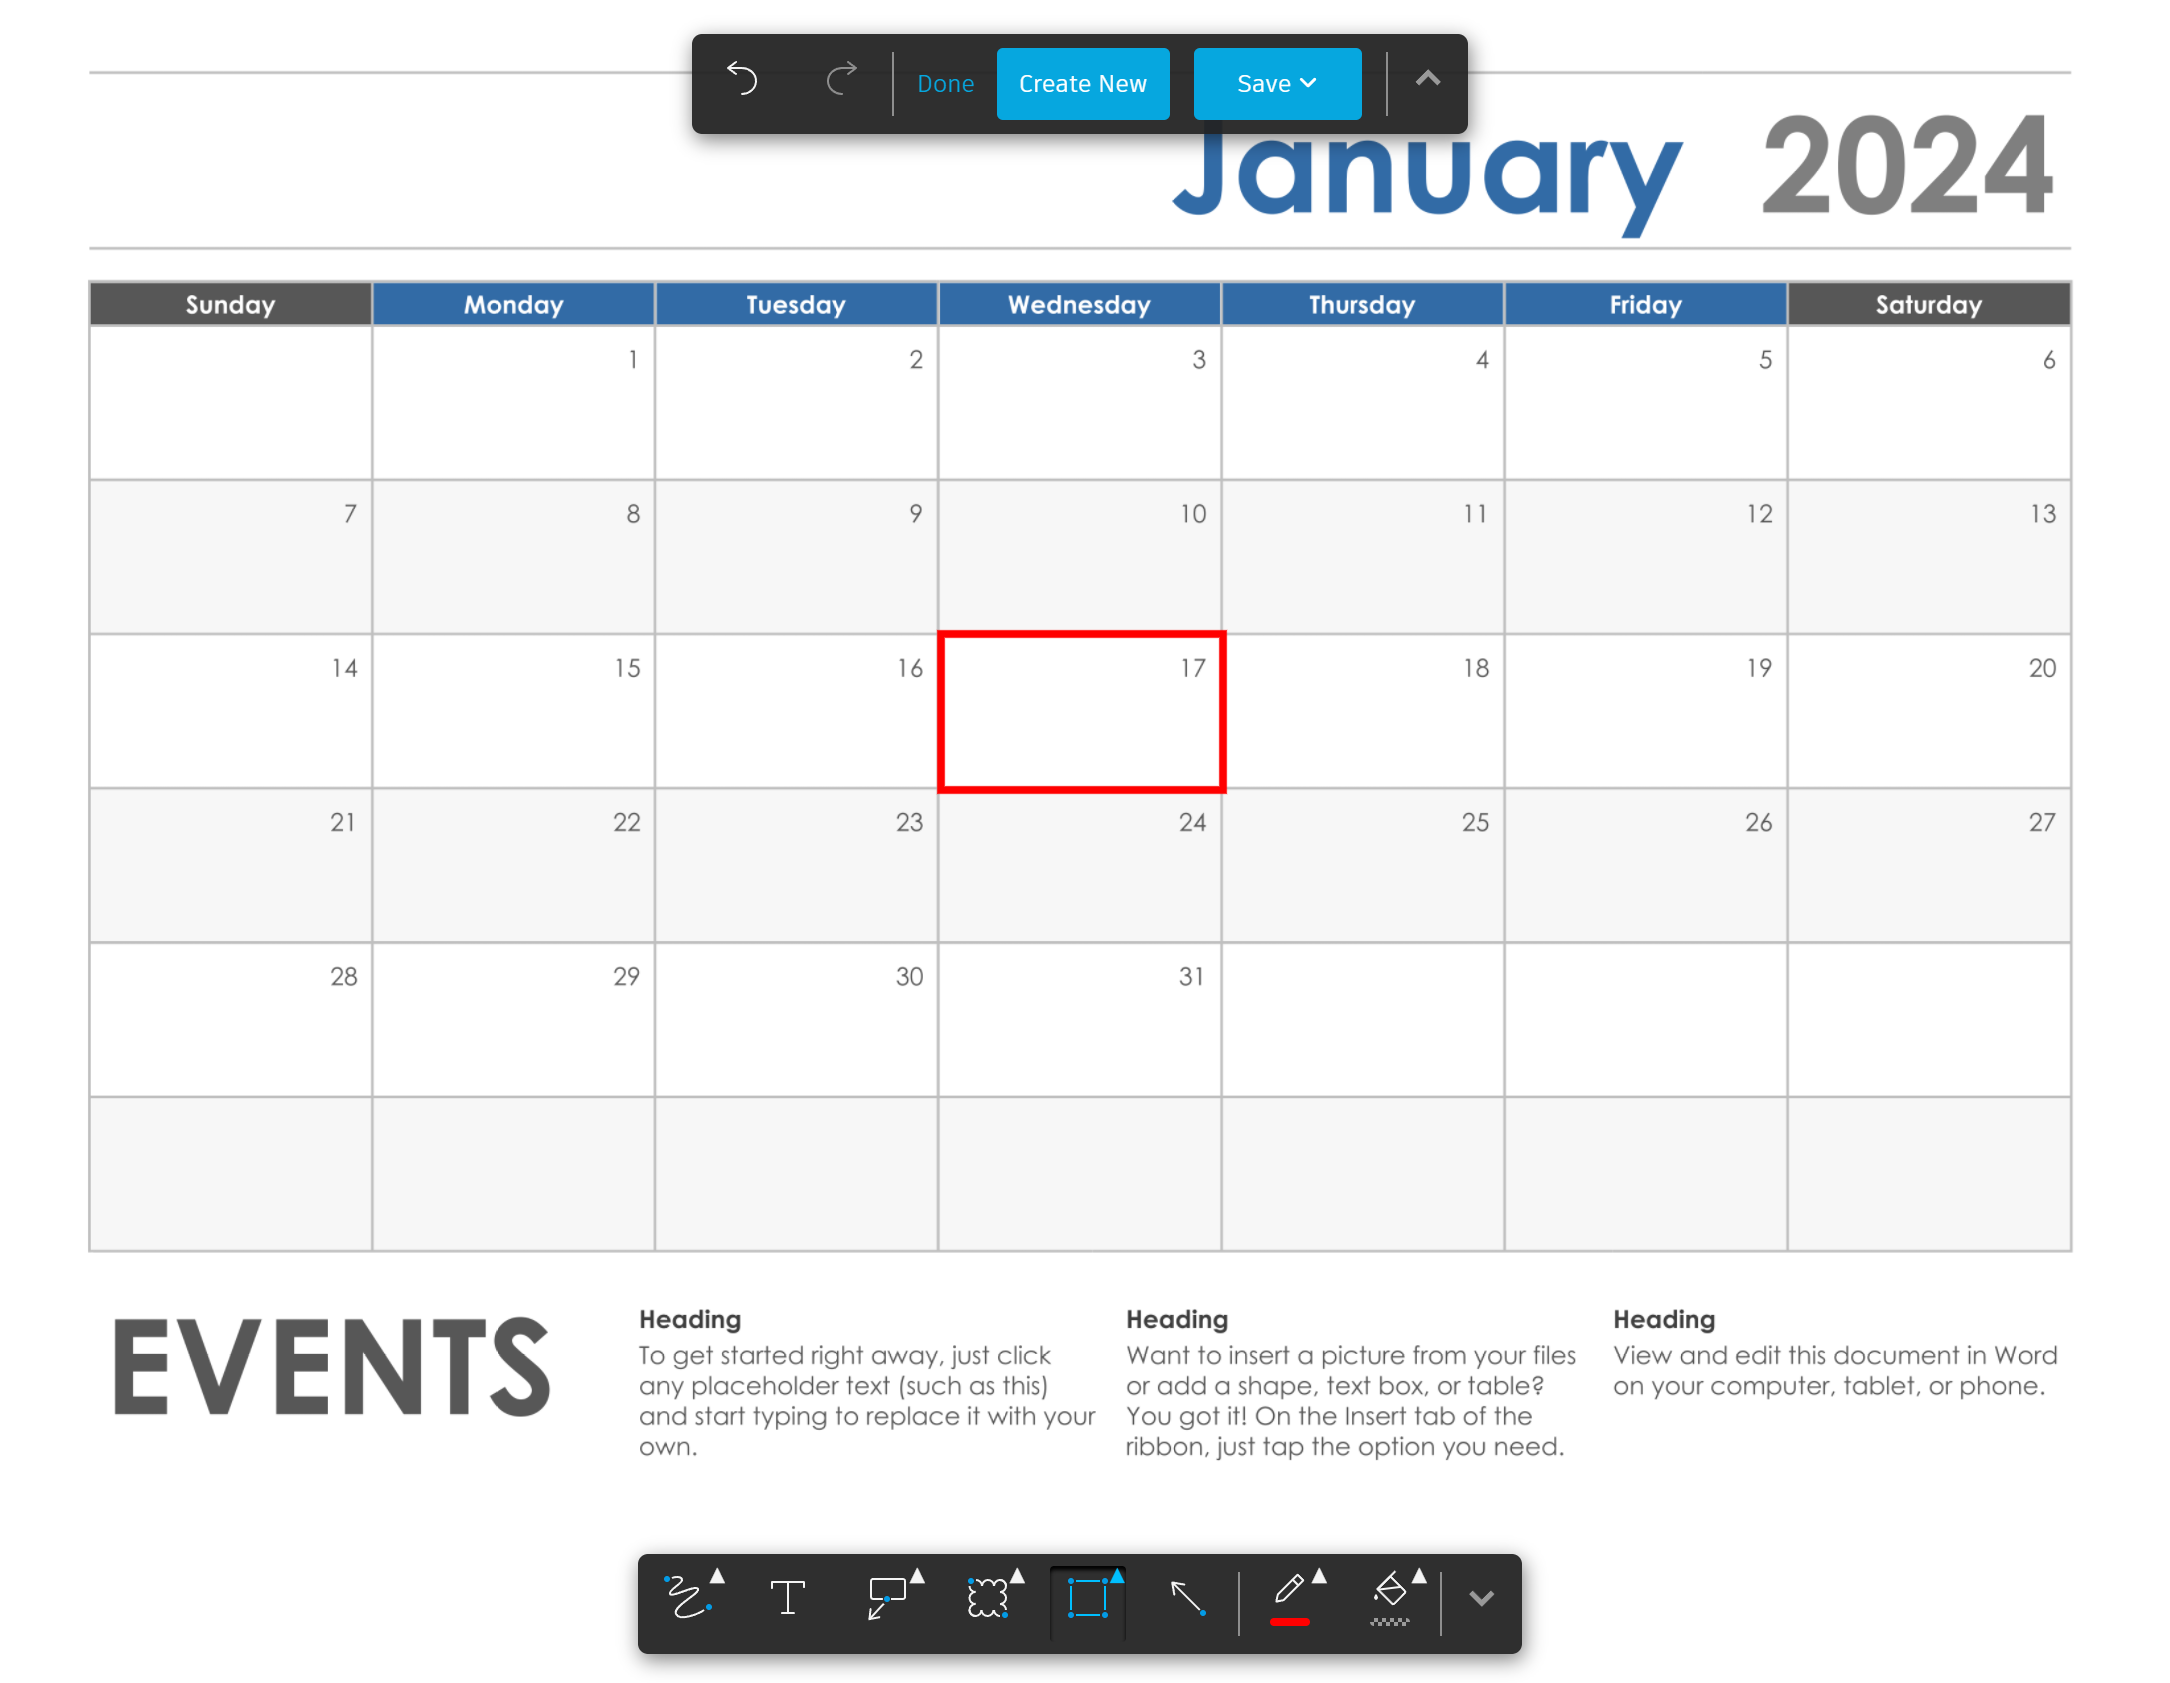 Done Create New Save
January 2024
Sunday Monday Tuesday Wednesday Thursday Friday Saturday
1 2 3 4 5 6
7 8 9 10 11 12 13
14 15 16 17 18 19 20
21 22 23 24 25 26 27
28 29 30 31
EVENTS
Heading
To get started right away, just click
any placeholder text (such as this)
and start typing to replace it with your
own.
Heading
Want to insert a picture from your files
or add a shape, text box, or table?
You got it! On the Insert tab of the
ribbon, just tap the option you need.
Heading
View and edit this document in Word
on your computer, tablet, or phone.
T